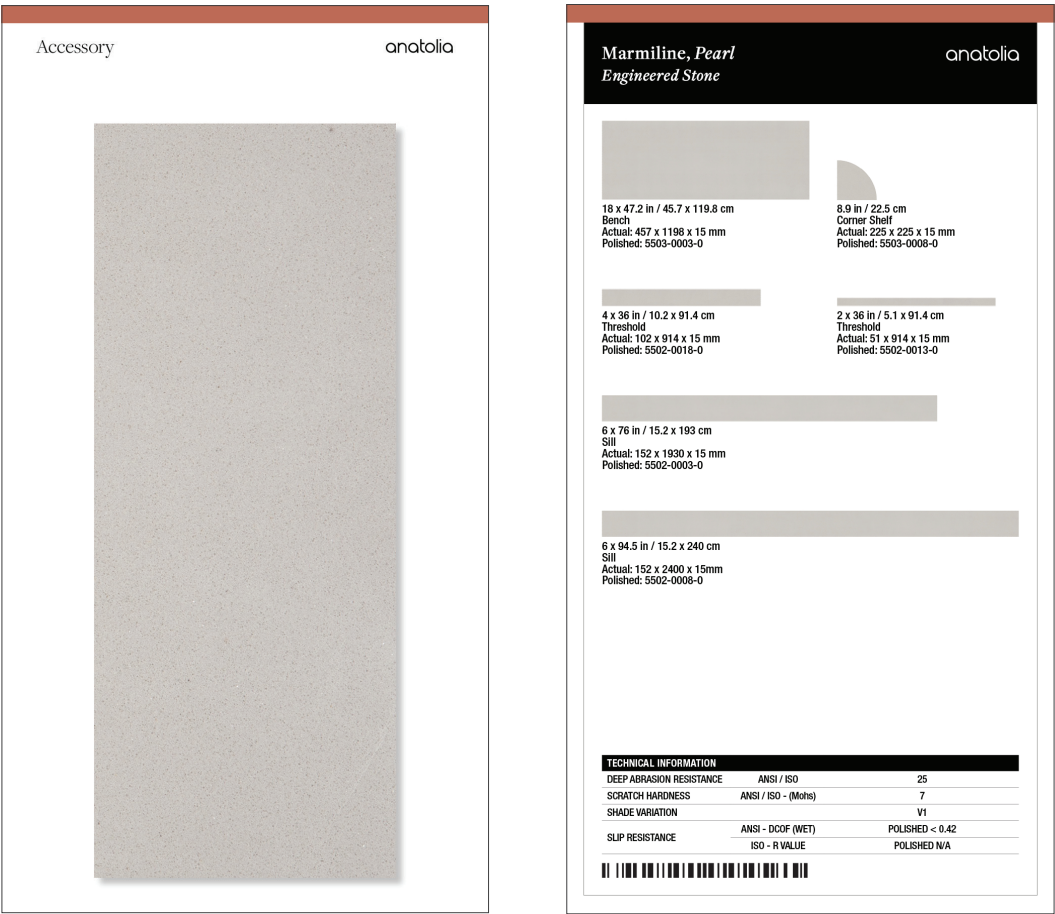 Accessory
anatolia
Marmiline, Pearl
Engineered Stone
anatolia
18 x 47.2 in / 45.7 x 119.8 cm
Bench
Actual: 457 x 1198 x 15 mm
Polished: 5503-0003-0
8.9 in / 22.5 cm
Corner Shelf
Actual: 225 x 225 x 15 mm
Polished: 5503-0008-0
4 x 36 in / 10.2 x 91.4 cm
Threshold
Actual: 102 x 914 x 15 mm
Polished: 5502-0018-0
2 x 36 in / 5.1 x 91.4 cm
Threshold
Actual: 51 x 914 x 15 mm
Polished: 5502-0013-0
6 x 76 in / 15.2 x 193 cm
Sill
Actual: 152 x 1930 x 15 mm
Polished: 5502-0003-0
6 x 94.5 in / 15.2 x 240 cm
Sill
Actual: 152 x 2400 x 15mm
Polished: 5502-0008-0
TECHNICAL INFORMATION
DEEP ABRASION RESISTANCE ANSI / ISO 25
SCRATCH HARDNESS ANSI / ISO - (Mohs) 7
SHADE VARIATION V1
SLIP RESISTANCE ANSI - DCOF (WET) POLISHED < 0.42
ISO - R VALUE POLISHED N/A